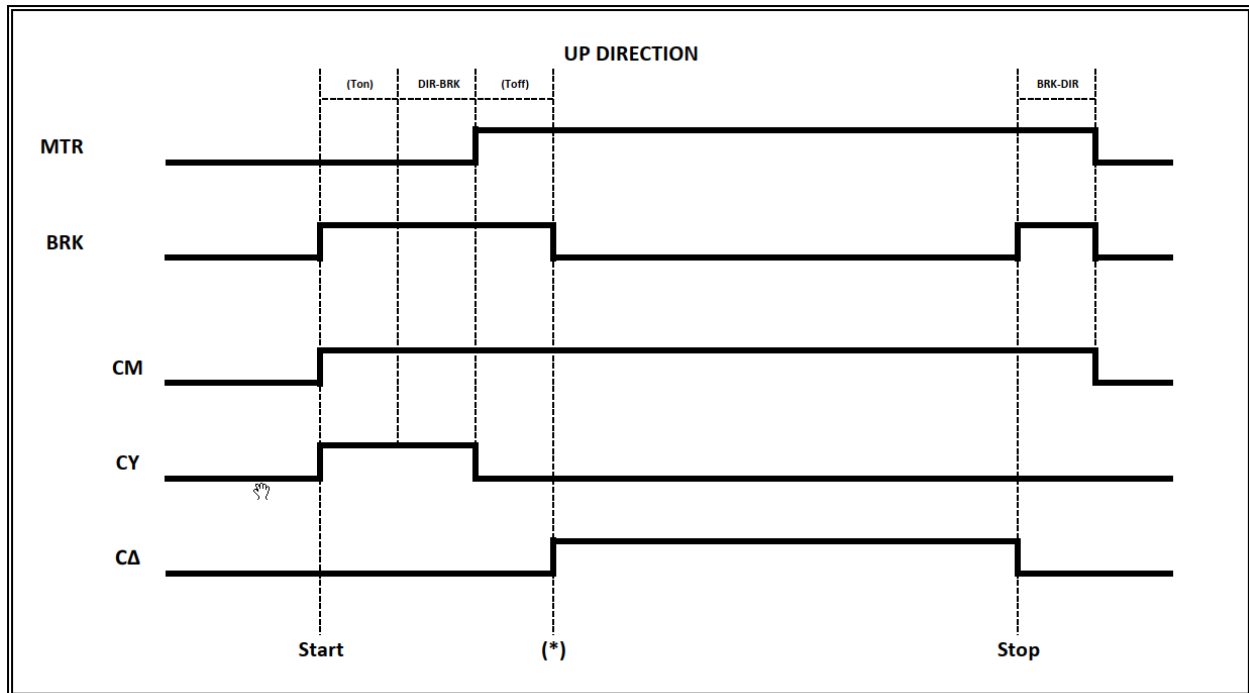 UP DIRECTION
(Ton) DIR-BRK (Toff) BRK-DIR
MTR
BRK
CM
CY
CΔ
Start (*) Stop